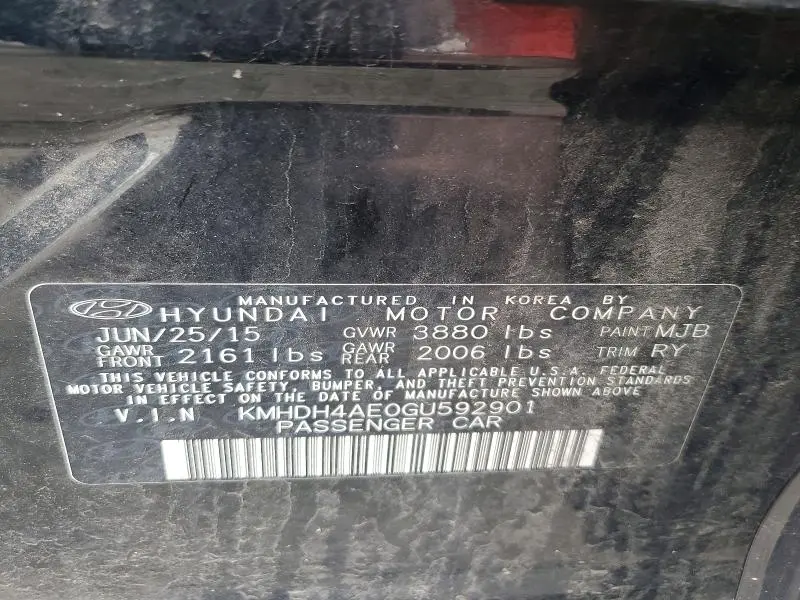 MANUFACTURED IN KOREA BY
HYUNDAI MOTOR COMPANY
JUN/25/15 GVWR 3880 lbs PAINT MJB
GAWR FRONT 2161 lbs GAWR REAR 2006 lbs TRIM RY
THIS VEHICLE CONFORMS TO ALL APPLICABLE U.S.A. FEDERAL
MOTOR VEHICLE SAFETY, BUMPER, AND THEFT PREVENTION STANDARDS
IN EFFECT ON THE DATE OF MANUFACTURE SHOWN ABOVE
V.I.N KMHDH4AE0GU592901
PASSENGER CAR